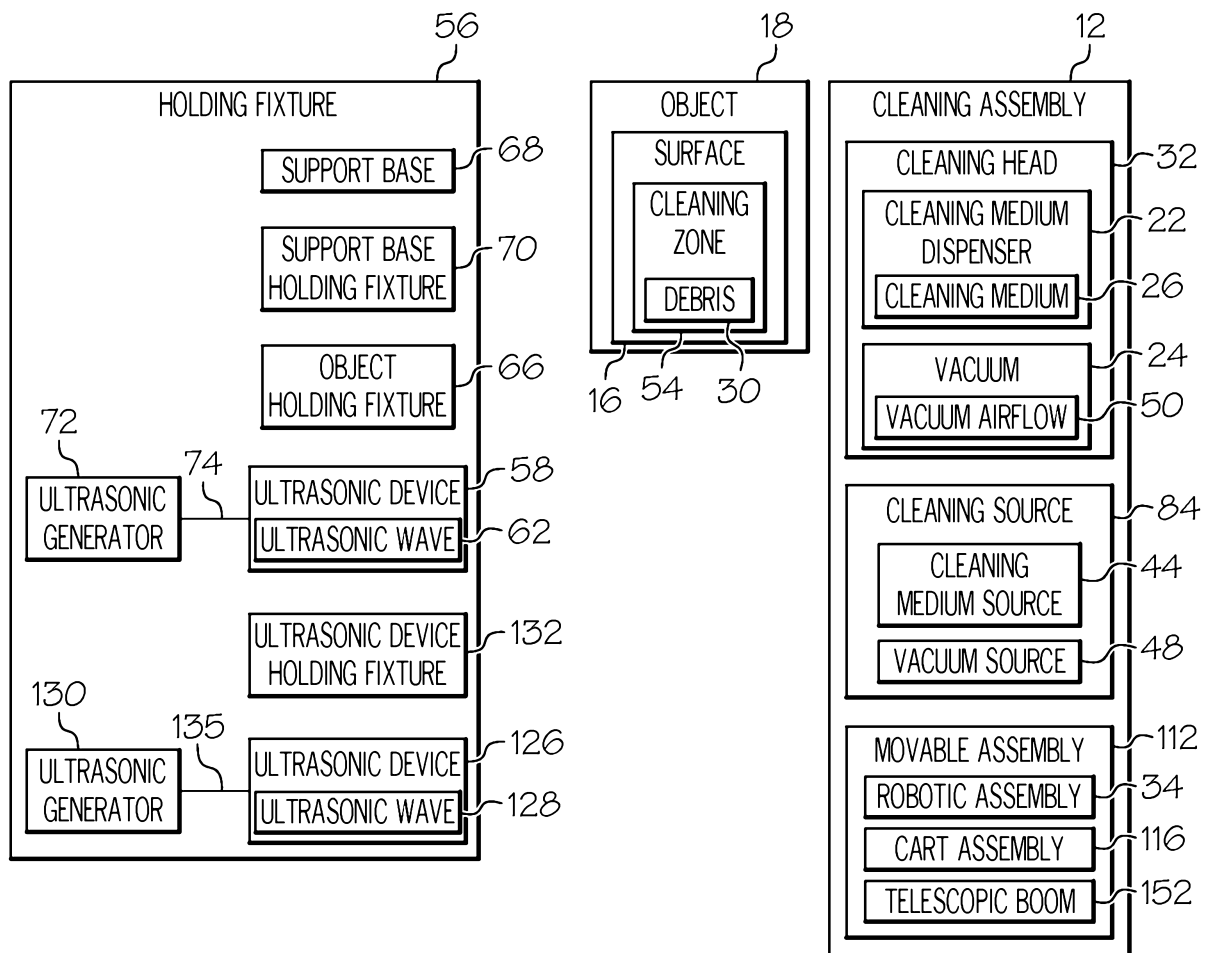 56
HOLDING FIXTURE
SUPPORT BASE
68
SUPPORT BASE
HOLDING FIXTURE
70
OBJECT
HOLDING FIXTURE
66
72
ULTRASONIC
GENERATOR
74
ULTRASONIC DEVICE
58
ULTRASONIC WAVE
62
ULTRASONIC DEVICE
HOLDING FIXTURE
132
130
ULTRASONIC
GENERATOR
135
ULTRASONIC DEVICE
126
ULTRASONIC WAVE
128
18
OBJECT
SURFACE
CLEANING
ZONE
DEBRIS
16
54
30
12
CLEANING ASSEMBLY
CLEANING HEAD
32
CLEANING MEDIUM
DISPENSER
22
CLEANING MEDIUM
26
VACUUM
24
VACUUM AIRFLOW
50
CLEANING SOURCE
84
CLEANING
MEDIUM SOURCE
44
VACUUM SOURCE
48
MOVABLE ASSEMBLY
112
ROBOTIC ASSEMBLY
34
CART ASSEMBLY
116
TELESCOPIC BOOM
152